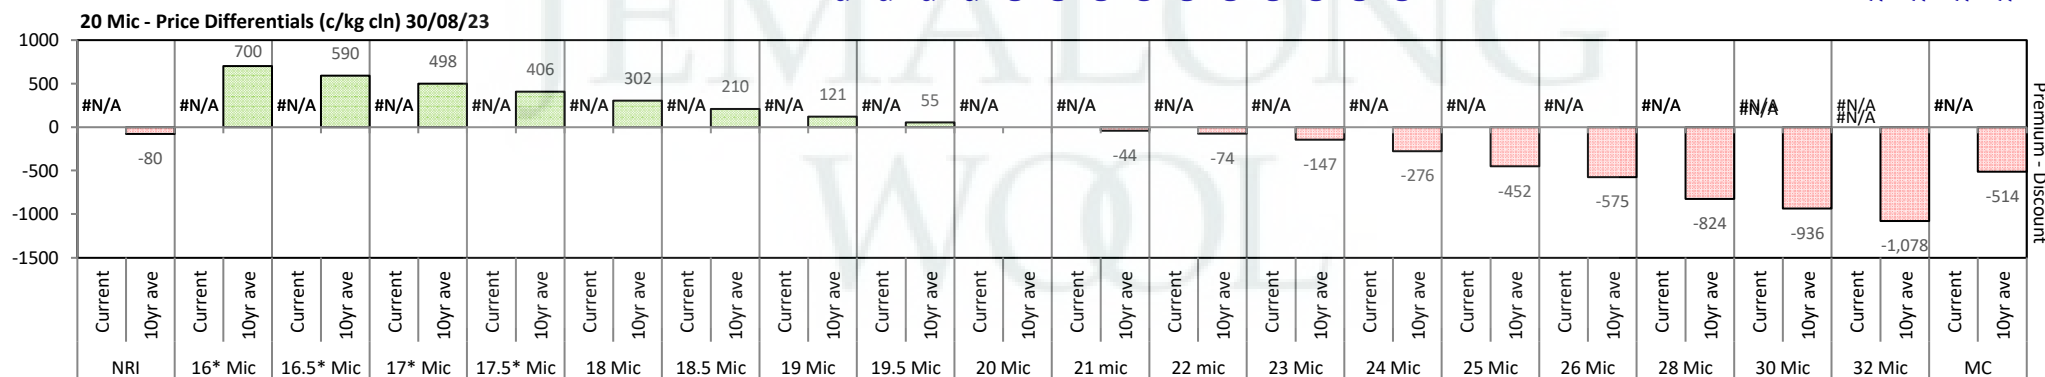 20 Mic - Price Differentials (c/kg cln) 30/08/23
JEMALONG
WOOL
1000
500
0
-500
-1000
-1500
700 590 498 406 302 210 121 55
#N/A #N/A #N/A #N/A #N/A #N/A #N/A #N/A #N/A #N/A #N/A #N/A #N/A #N/A #N/A #N/A #N/A #N/A #N/A #N/A
#N/A #N/A
-80 -44 -74 -147 -276 -452 -575 -824 -936 -1,078 -514
Premium - Discount
Current 10yr ave Current 10yr ave Current 10yr ave Current 10yr ave Current 10yr ave Current 10yr ave Current 10yr ave Current 10yr ave Current 10yr ave Current 10yr ave Current 10yr ave Current 10yr ave Current 10yr ave Current 10yr ave Current 10yr ave Current 10yr ave Current 10yr ave Current 10yr ave Current 10yr ave Current 10yr ave
NRI 16* Mic 16.5* Mic 17* Mic 17.5* Mic 18 Mic 18.5 Mic 19 Mic 19.5 Mic 20 Mic 21 mic 22 mic 23 Mic 24 Mic 25 Mic 26 Mic 28 Mic 30 Mic 32 Mic MC